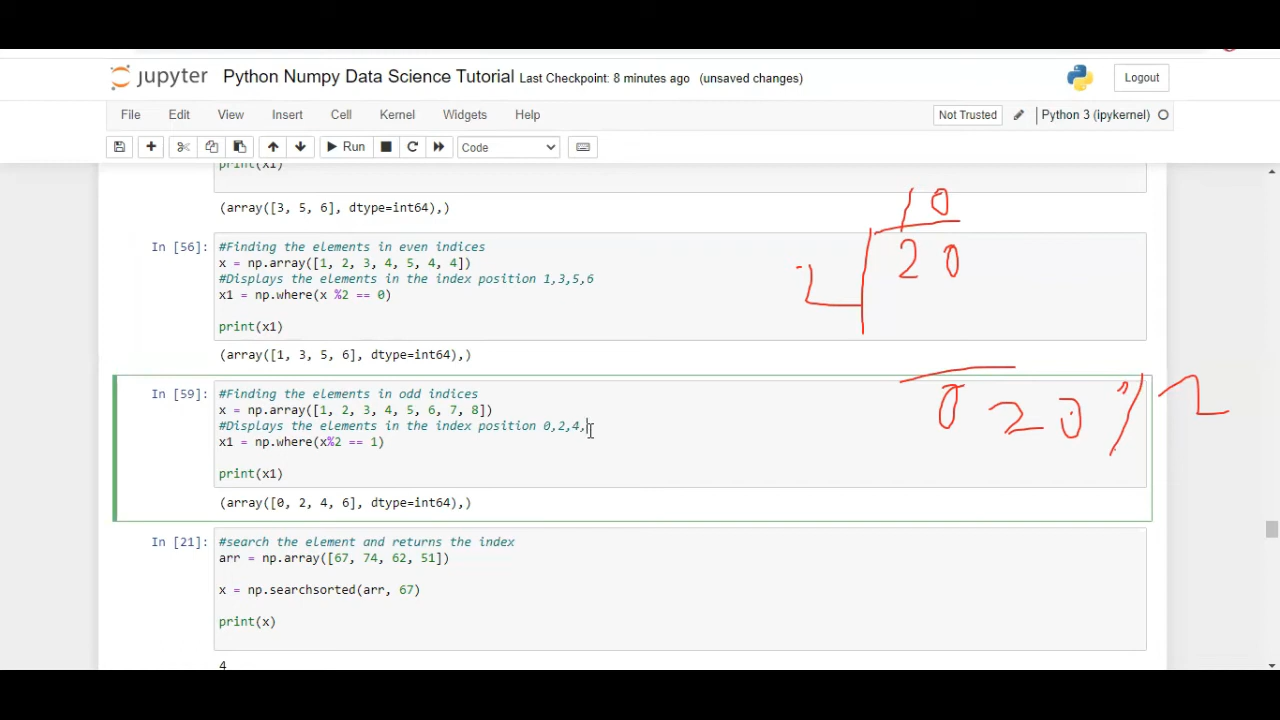 jupyter Python Numpy Data Science Tutorial Last Checkpoint: 8 minutes ago (unsaved changes) Logout
File Edit View Insert Cell Kernel Widgets Help Not Trusted Python 3 (ipykernel)
Run Code
print(x1)
(array([3, 5, 6], dtype=int64),)
10
2 20
0 20 % 2
In [56]: #Finding the elements in even indices
x = np.array([1, 2, 3, 4, 5, 4, 4])
#Displays the elements in the index position 1,3,5,6
x1 = np.where(x %2 == 0)
print(x1)
(array([1, 3, 5, 6], dtype=int64),)
In [59]: #Finding the elements in odd indices
x = np.array([1, 2, 3, 4, 5, 6, 7, 8])
#Displays the elements in the index position 0,2,4,
x1 = np.where(x%2 == 1)
print(x1)
(array([0, 2, 4, 6], dtype=int64),)
In [21]: #search the element and returns the index
arr = np.array([67, 74, 62, 51])
x = np.searchsorted(arr, 67)
print(x)
4